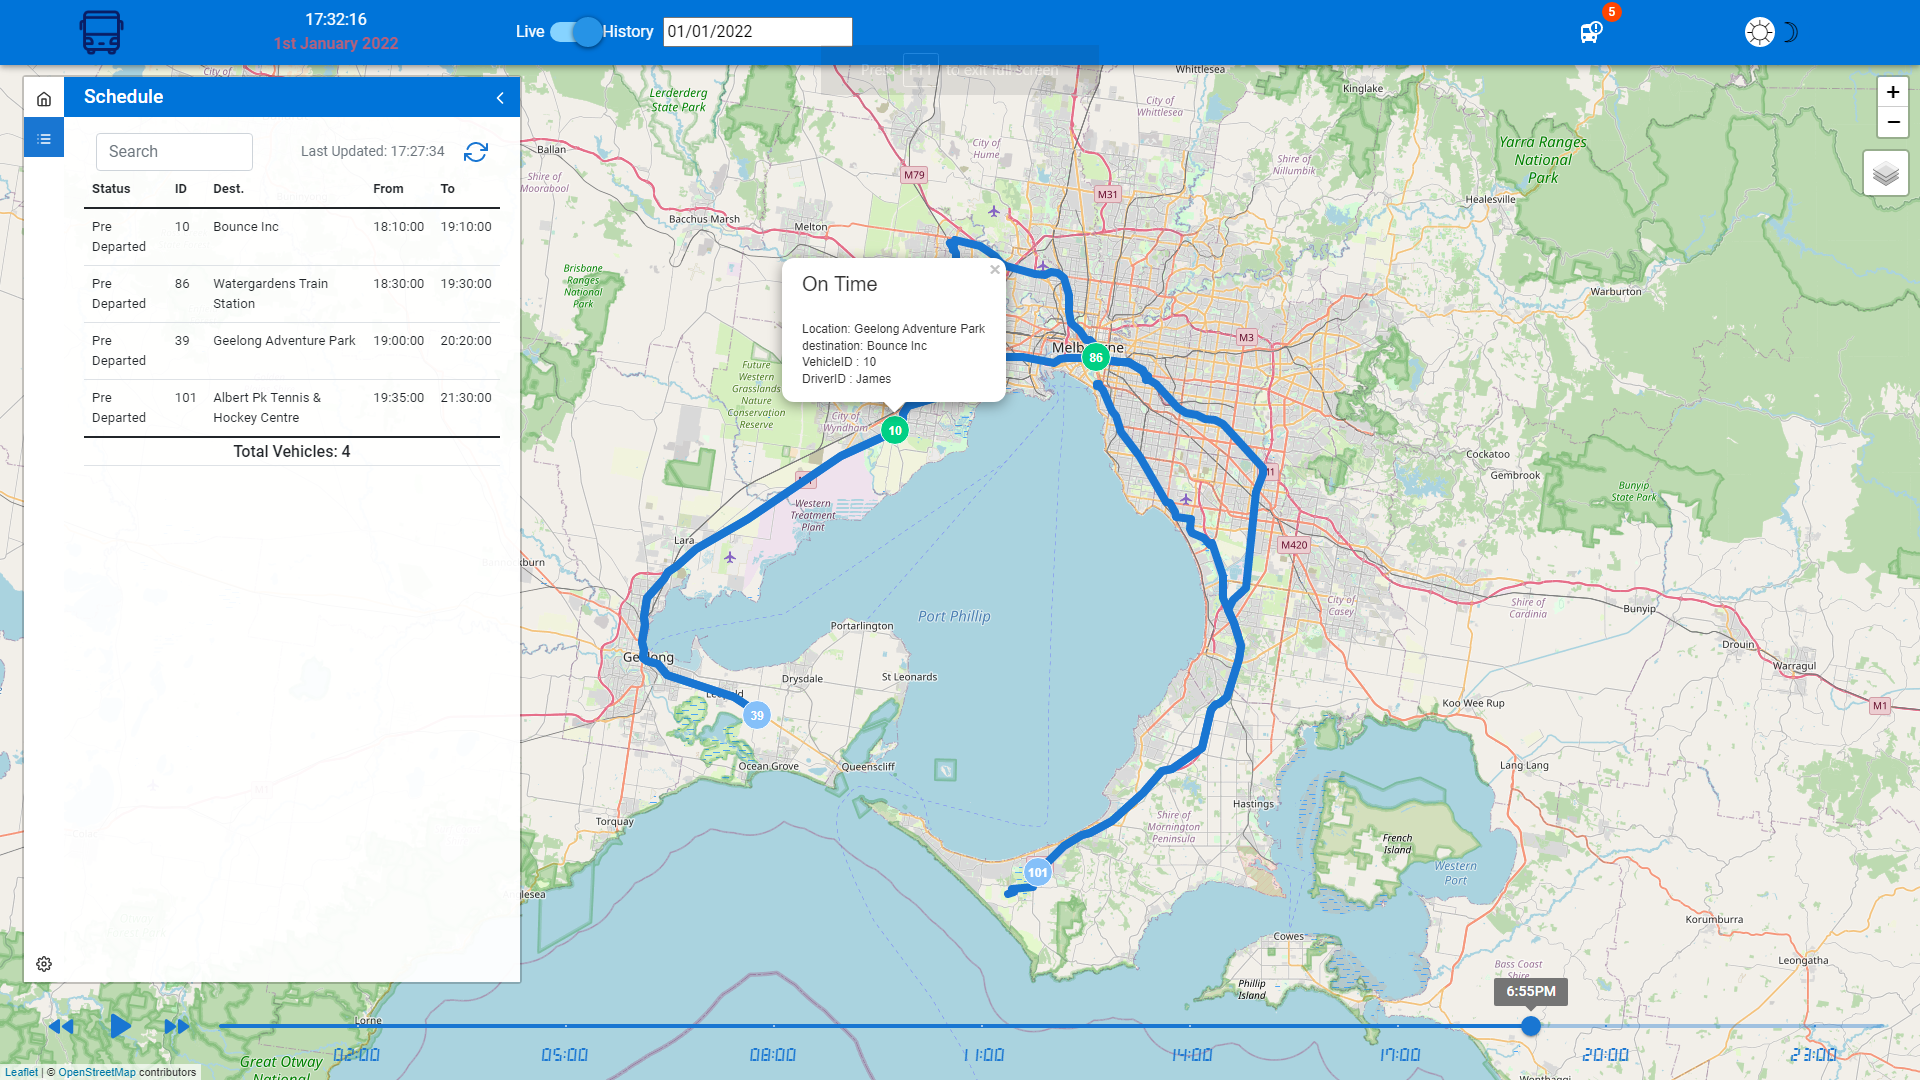 17:32:16
1st January 2022
Live
History
01/01/2022
5
Press F11 to exit full screen
Schedule
Search
Last Updated: 17:27:34
Status ID Dest. From To
Pre Departed 10 Bounce Inc 18:10:00 19:10:00
Pre Departed 86 Watergardens Train Station 18:30:00 19:30:00
Pre Departed 39 Geelong Adventure Park 19:00:00 20:20:00
Pre Departed 101 Albert Pk Tennis & Hockey Centre 19:35:00 21:30:00
Total Vehicles: 4
On Time
×
Location: Geelong Adventure Park
destination: Bounce Inc
VehicleID : 10
DriverID : James
+
−
Whittlesea
Kinglake
Lerderderg
State Park
City of
Whittlesea
Yarra Ranges
National
Park
Ballan
City of
Hume
Shire of
Nillumbik
Shire of
Moorabool
M79
M31
Healesville
Bacchus Marsh
Melton
Brisbane
Ranges
National
Park
Warburton
M3
Melbourne
86
Future
Western
Grasslands
Nature
Conservation
Reserve
City of
Wyndham
10
Cockatoo
Gembrook
Bunyip
State Park
Western
Treatment
Plant
Lara
M420
City of
Casey
Shire of
Cardinia
Bunyip
Port Phillip
Portarlington
Drouin
Warragul
Geelong
Drysdale
St Leonards
Leopold
39
Koo Wee Rup
M1
Ocean Grove
Queenscliff
Lang Lang
Hastings
Torquay
Shire of
Mornington
Peninsula
French
Island
Western
Port
101
Korumburra
Cowes
Leongatha
Bass Coast
Shire
Phillip
Island
6:55PM
Lorne
Great Otway
National
02:00 05:00 08:00 11:00 14:00 17:00 20:00 23:00
Leaflet | © OpenStreetMap contributors